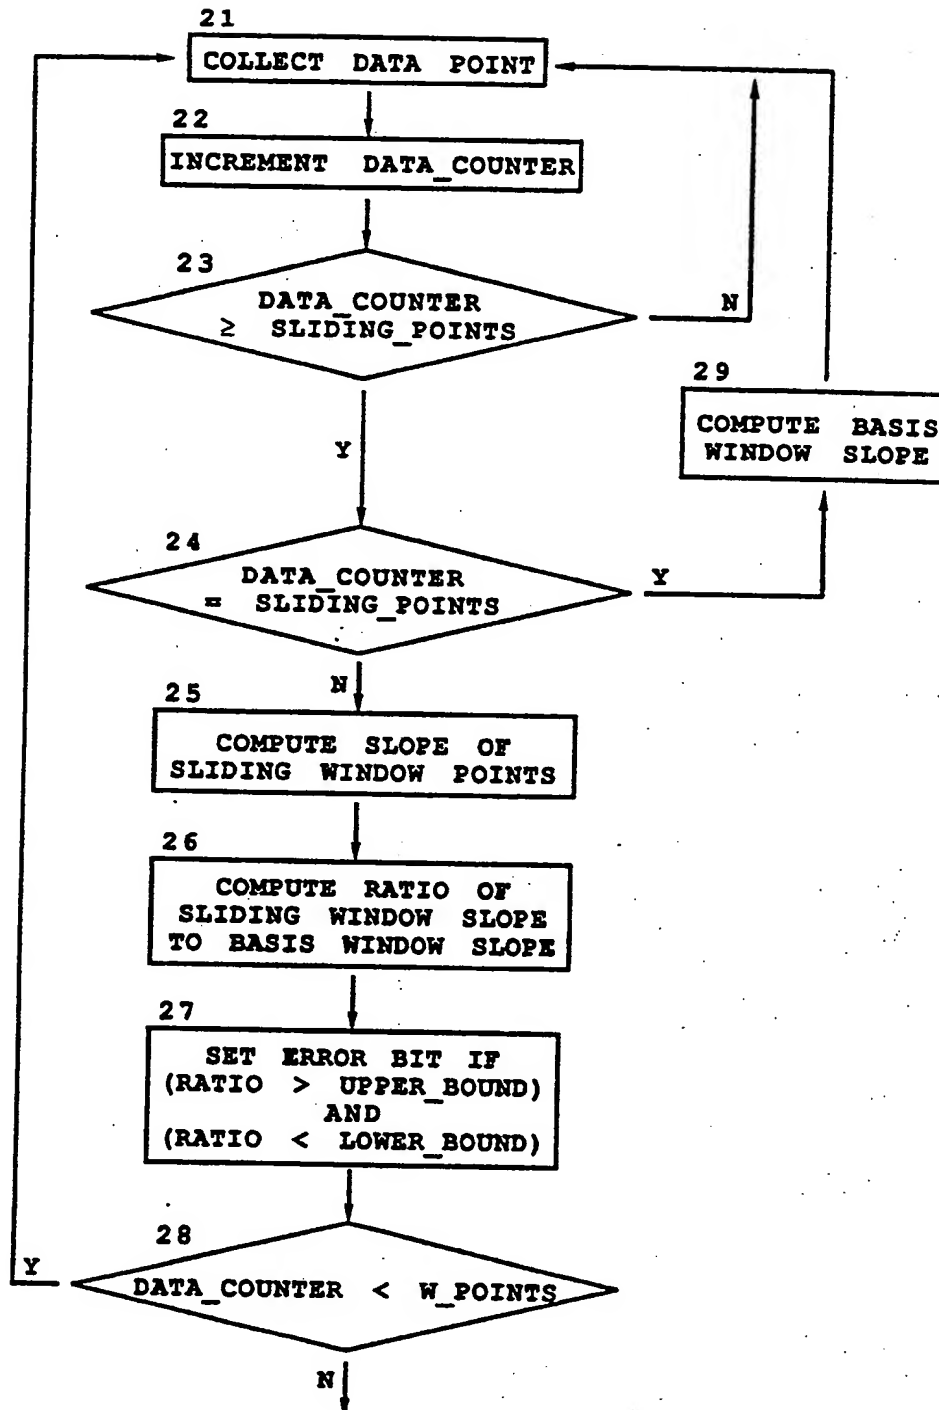 21
COLLECT DATA POINT
22
INCREMENT DATA_COUNTER
23
DATA_COUNTER
≥ SLIDING_POINTS
N
Y
29
COMPUTE BASIS
WINDOW SLOPE
24
DATA_COUNTER
= SLIDING_POINTS
Y
N
25
COMPUTE SLOPE OF
SLIDING WINDOW POINTS
26
COMPUTE RATIO OF
SLIDING WINDOW SLOPE
TO BASIS WINDOW SLOPE
27
SET ERROR BIT IF
(RATIO > UPPER_BOUND)
AND
(RATIO < LOWER_BOUND)
28
Y
DATA_COUNTER < W_POINTS
N